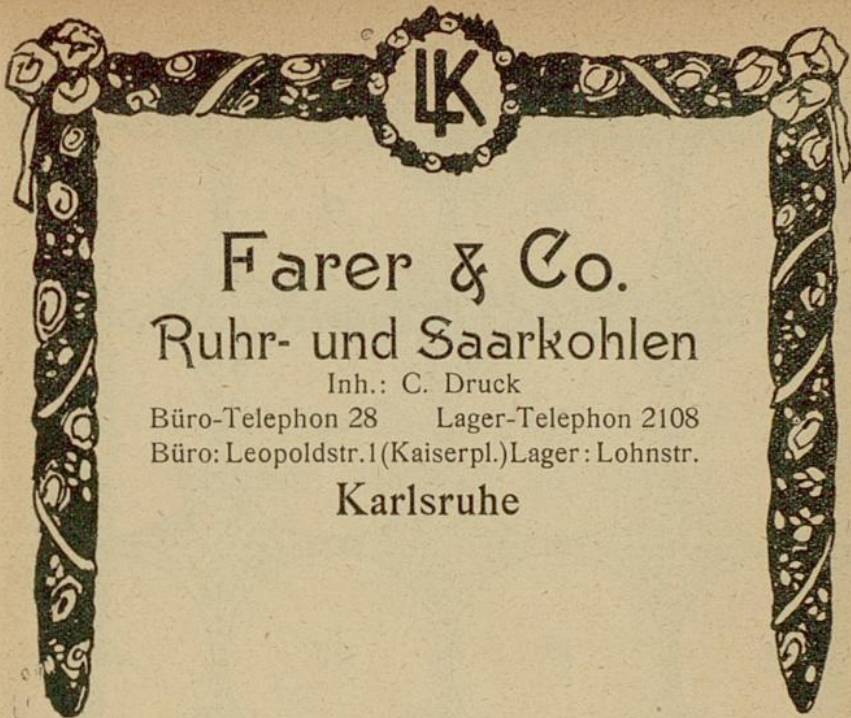 LK
Farer & Co.
Ruhr- und Saarkohlen
Inh.: C. Druck
Büro-Telephon 28 Lager-Telephon 2108
Büro: Leopoldstr. 1 (Kaiserpl.) Lager: Lohnstr.
Karlsruhe